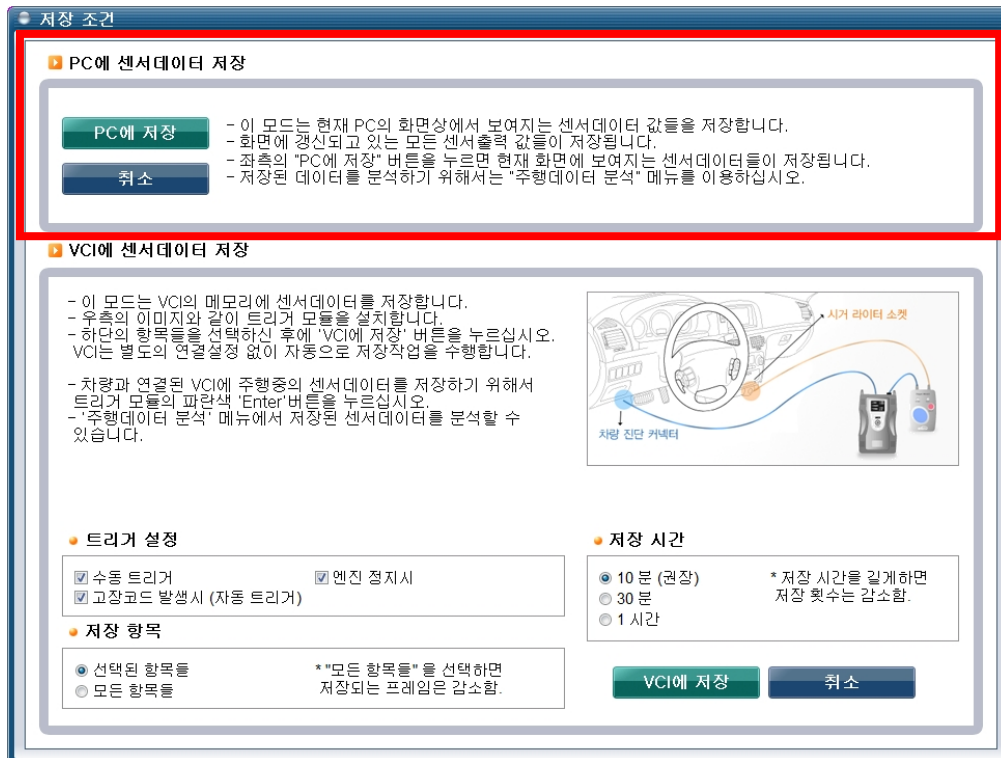 저장 조건
PC에 센서데이터 저장
PC에 저장
취소
- 이 모드는 현재 PC의 화면상에서 보여지는 센서데이터 값들을 저장합니다.
- 화면에 갱신되고 있는 모든 센서출력 값들이 저장됩니다.
- 좌측의 "PC에 저장" 버튼을 누르면 현재 화면에 보여지는 센서데이터들이 저장됩니다.
- 저장된 데이터를 분석하기 위해서는 "주행데이터 분석" 메뉴를 이용하십시오.
VCI에 센서데이터 저장
- 이 모드는 VCI의 메모리에 센서데이터를 저장합니다.
- 우측의 이미지와 같이 트리거 모듈을 설치합니다.
- 하단의 항목들을 선택하신 후에 'VCI에 저장' 버튼을 누르십시오.
VCI는 별도의 연결설정 없이 자동으로 저장작업을 수행합니다.
- 차량과 연결된 VCI에 주행중의 센서데이터를 저장하기 위해서
트리거 모듈의 파란색 'Enter'버튼을 누르십시오.
- '주행데이터 분석' 메뉴에서 저장된 센서데이터를 분석할 수
있습니다.
시거 라이터 소켓
차량 진단 커넥터
트리거 설정
수동 트리거
엔진 정지시
고장코드 발생시 (자동 트리거)
저장 항목
선택된 항목들
모든 항목들
* "모든 항목들" 을 선택하면
저장되는 프레임은 감소함.
저장 시간
10 분 (권장)
30 분
1 시간
* 저장 시간을 길게하면
저장 횟수는 감소함.
VCI에 저장
취소